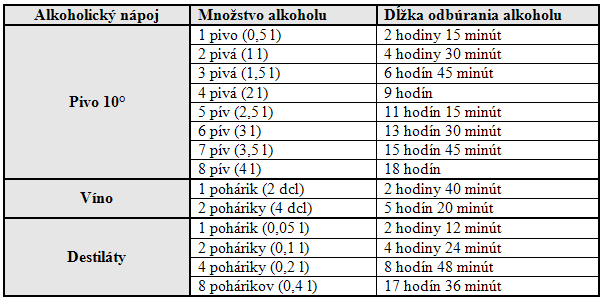 Alkoholický nápoj Množstvo alkoholu Dĺžka odbúrania alkoholu
Pivo 10°
1 pivo (0,5 l) 2 hodiny 15 minút
2 pivá (1 l) 4 hodiny 30 minút
3 pivá (1,5 l) 6 hodín 45 minút
4 pivá (2 l) 9 hodín
5 pív (2,5 l) 11 hodín 15 minút
6 pív (3 l) 13 hodín 30 minút
7 pív (3,5 l) 15 hodín 45 minút
8 pív (4 l) 18 hodín
Víno
1 pohárik (2 dcl) 2 hodiny 40 minút
2 poháriky (4 dcl) 5 hodín 20 minút
Destiláty
1 pohárik (0,05 l) 2 hodiny 12 minút
2 poháriky (0,1 l) 4 hodiny 24 minút
4 poháriky (0,2 l) 8 hodín 48 minút
8 pohárikov (0,4 l) 17 hodín 36 minút